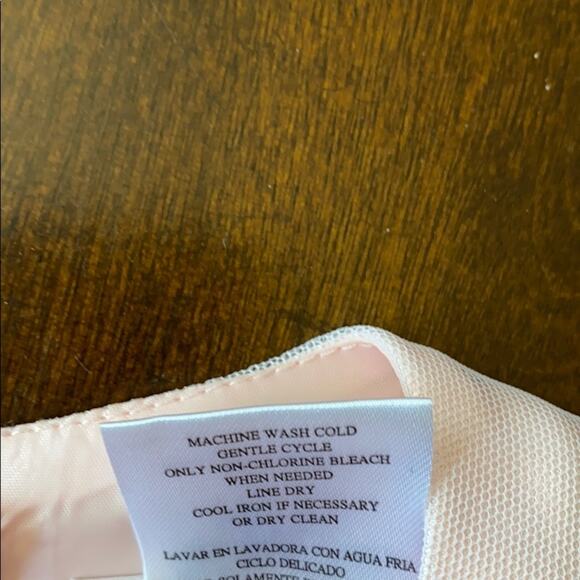 MACHINE WASH COLD
GENTLE CYCLE
ONLY NON-CHLORINE BLEACH
WHEN NEEDED
LINE DRY
COOL IRON IF NECESSARY
OR DRY CLEAN
LAVAR EN LAVADORA CON AGUA FRIA
CICLO DELICADO
SOLAMENTE